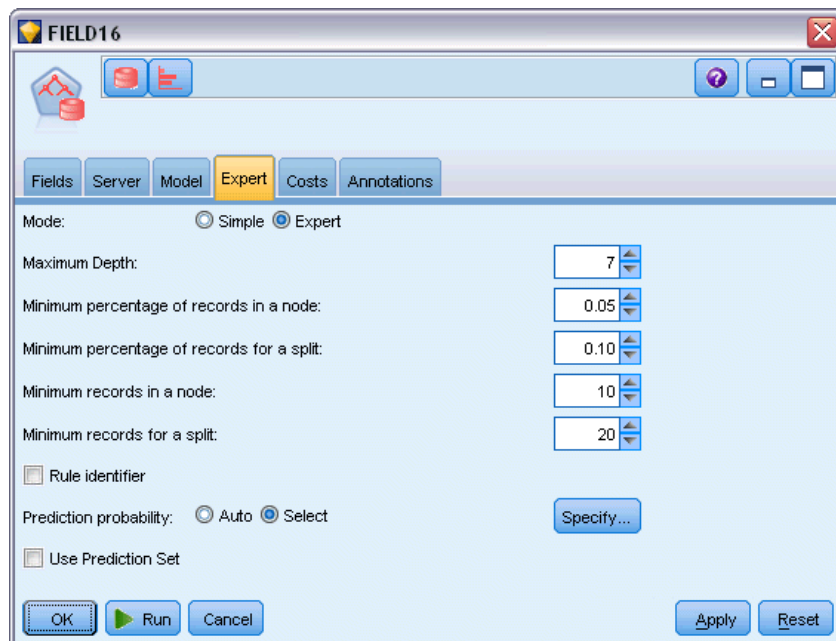 FIELD16
Fields Server Model Expert Costs Annotations
Mode: Simple Expert
Maximum Depth: 7
Minimum percentage of records in a node: 0.05
Minimum percentage of records for a split: 0.10
Minimum records in a node: 10
Minimum records for a split: 20
Rule identifier
Prediction probability: Auto Select Specify...
Use Prediction Set
OK Run Cancel Apply Reset